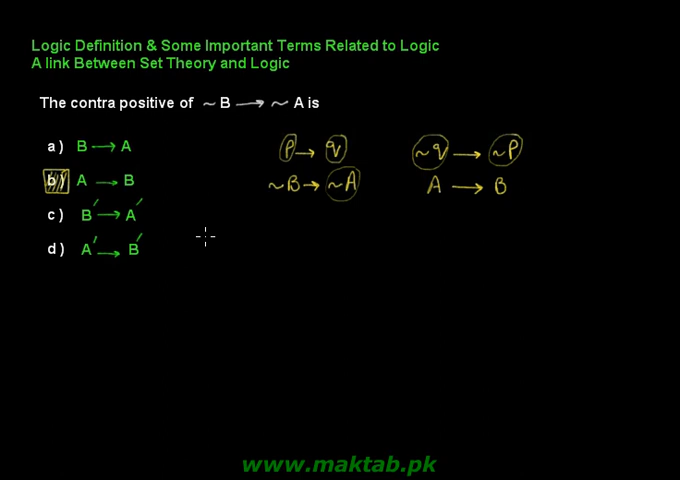 Logic Definition & Some Important Terms Related to Logic
A link Between Set Theory and Logic
The contra positive of ~ B ⟶ ~ A is
a) B ⟶ A
b) A ⟶ B
c) B′ ⟶ A′
d) A′ ⟶ B′
p → q
~B → ~A
~q ⟶ ~p
A ⟶ B
www.maktab.pk